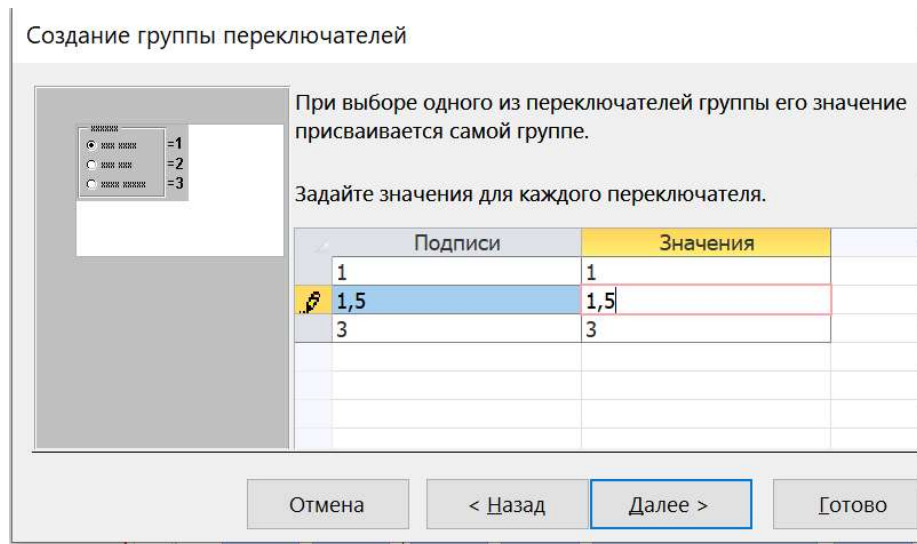 Создание группы переключателей
При выборе одного из переключателей группы его значение
присваивается самой группе.
=1
=2
=3
Задайте значения для каждого переключателя.
Подписи Значения
1 1
1,5 1,5
3 3
Отмена < Назад Далее > Готово